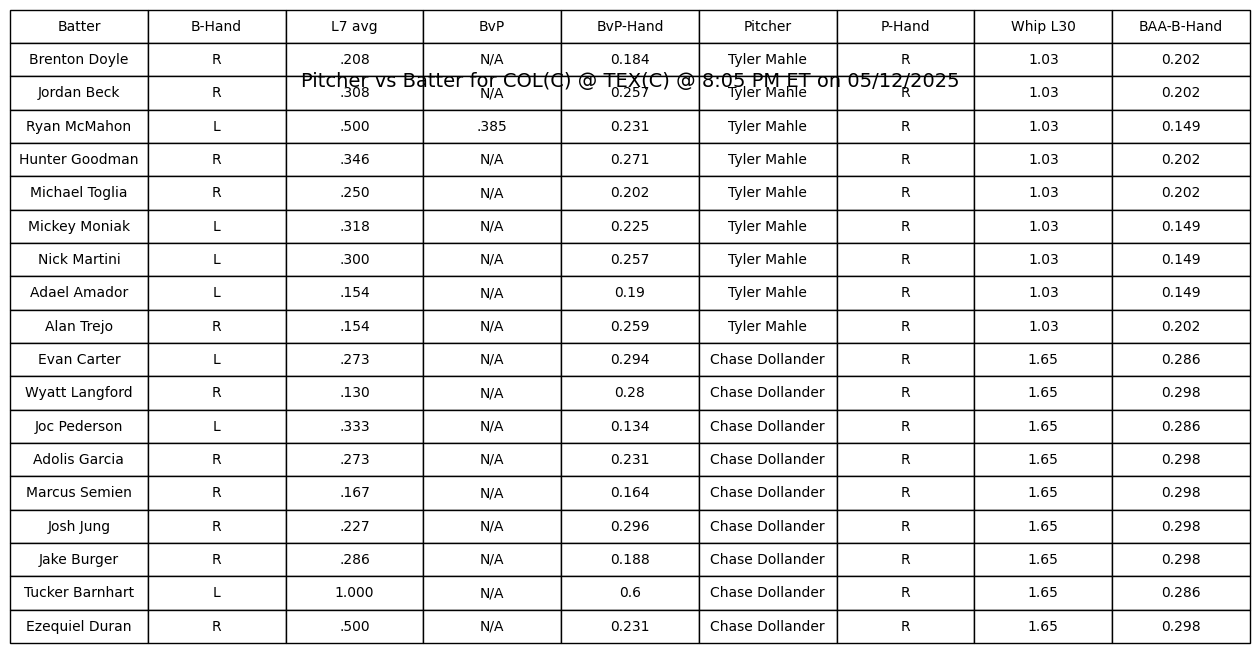 Batter B-Hand L7 avg BvP BvP-Hand Pitcher P-Hand Whip L30 BAA-B-Hand
Brenton Doyle R .208 N/A 0.184 Tyler Mahle R 1.03 0.202
Pitcher vs Batter for COL(C) @ TEX(C) @ 8:05 PM ET on 05/12/2025
Jordan Beck R .308 N/A 0.257 Tyler Mahle R 1.03 0.202
Ryan McMahon L .500 .385 0.231 Tyler Mahle R 1.03 0.149
Hunter Goodman R .346 N/A 0.271 Tyler Mahle R 1.03 0.202
Michael Toglia R .250 N/A 0.202 Tyler Mahle R 1.03 0.202
Mickey Moniak L .318 N/A 0.225 Tyler Mahle R 1.03 0.149
Nick Martini L .300 N/A 0.257 Tyler Mahle R 1.03 0.149
Adael Amador L .154 N/A 0.19 Tyler Mahle R 1.03 0.149
Alan Trejo R .154 N/A 0.259 Tyler Mahle R 1.03 0.202
Evan Carter L .273 N/A 0.294 Chase Dollander R 1.65 0.286
Wyatt Langford R .130 N/A 0.28 Chase Dollander R 1.65 0.298
Joc Pederson L .333 N/A 0.134 Chase Dollander R 1.65 0.286
Adolis Garcia R .273 N/A 0.231 Chase Dollander R 1.65 0.298
Marcus Semien R .167 N/A 0.164 Chase Dollander R 1.65 0.298
Josh Jung R .227 N/A 0.296 Chase Dollander R 1.65 0.298
Jake Burger R .286 N/A 0.188 Chase Dollander R 1.65 0.298
Tucker Barnhart L 1.000 N/A 0.6 Chase Dollander R 1.65 0.286
Ezequiel Duran R .500 N/A 0.231 Chase Dollander R 1.65 0.298